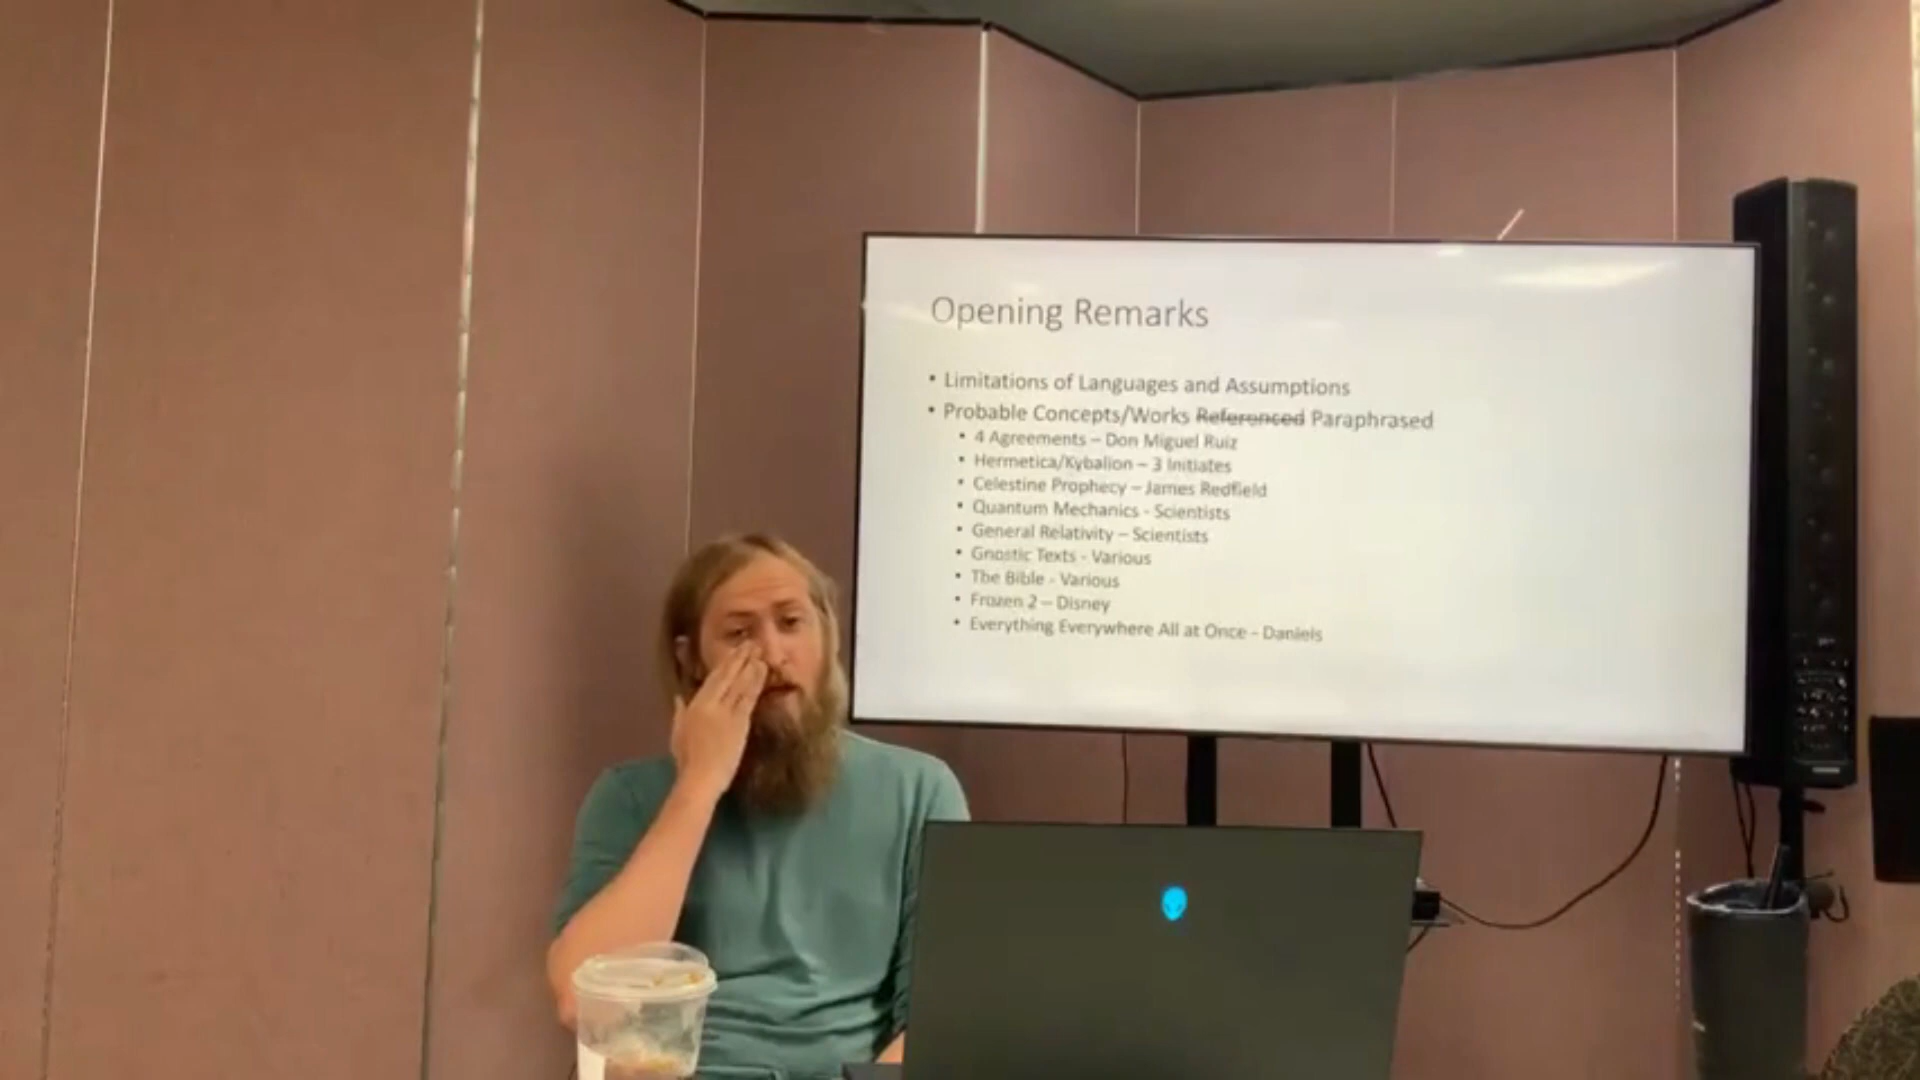 Opening Remarks
• Limitations of Languages and Assumptions
• Probable Concepts/Works Referenced Paraphrased
• 4 Agreements – Don Miguel Ruiz
• Hermetica/Kybalion – 3 Initiates
• Celestine Prophecy – James Redfield
• Quantum Mechanics - Scientists
• General Relativity – Scientists
• Gnostic Texts - Various
• The Bible - Various
• Frozen 2 – Disney
• Everything Everywhere All at Once - Daniels